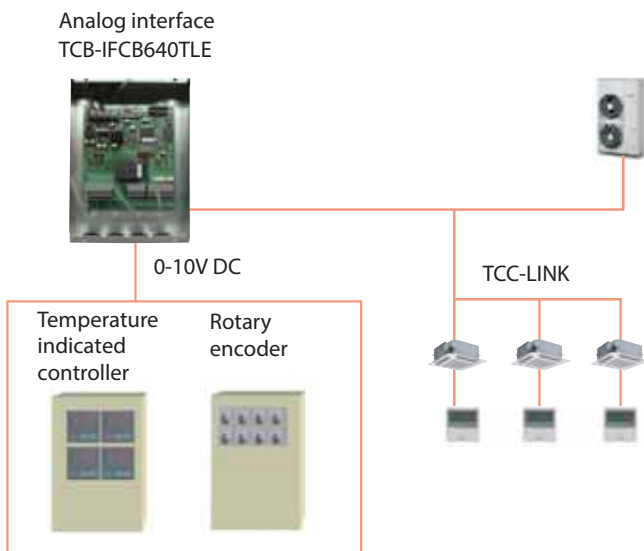 Analog interface
TCB-IFCB640TLE
0-10V DC
TCC-LINK
Temperature
indicated
controller
Rotary
encoder